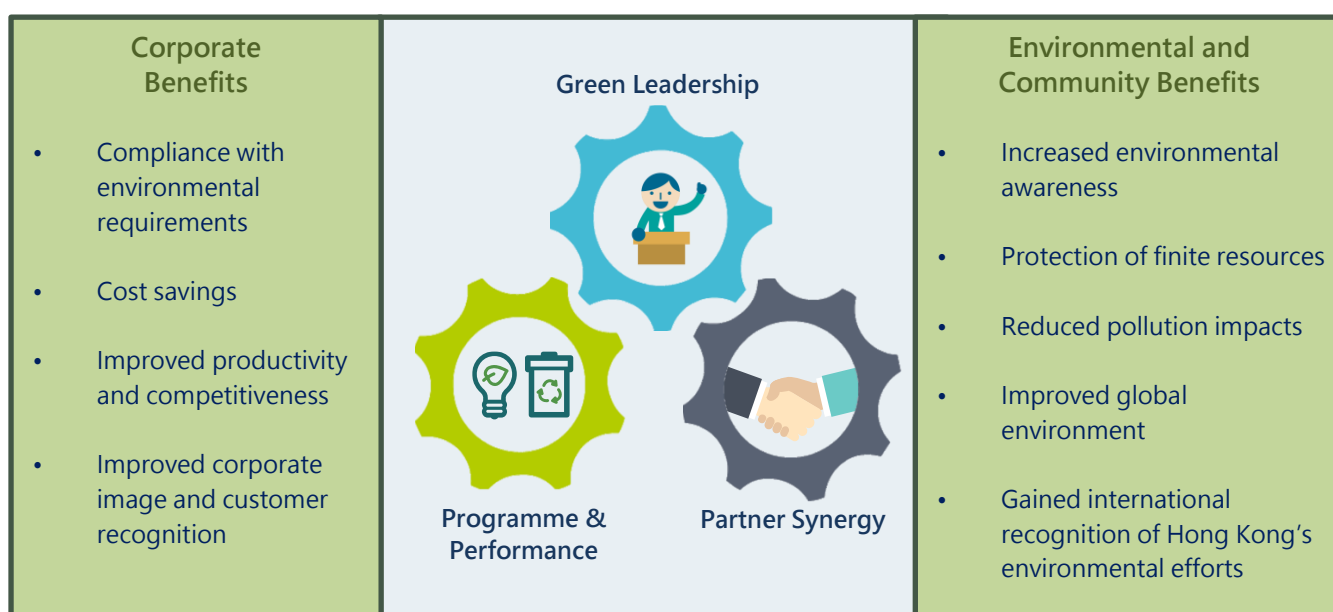 Corporate
Benefits
• Compliance with
environmental
requirements
• Cost savings
• Improved productivity
and competitiveness
• Improved corporate
image and customer
recognition
Green Leadership
Programme &
Performance
Partner Synergy
Environmental and
Community Benefits
• Increased environmental
awareness
• Protection of finite resources
• Reduced pollution impacts
• Improved global
environment
• Gained international
recognition of Hong Kong’s
environmental efforts